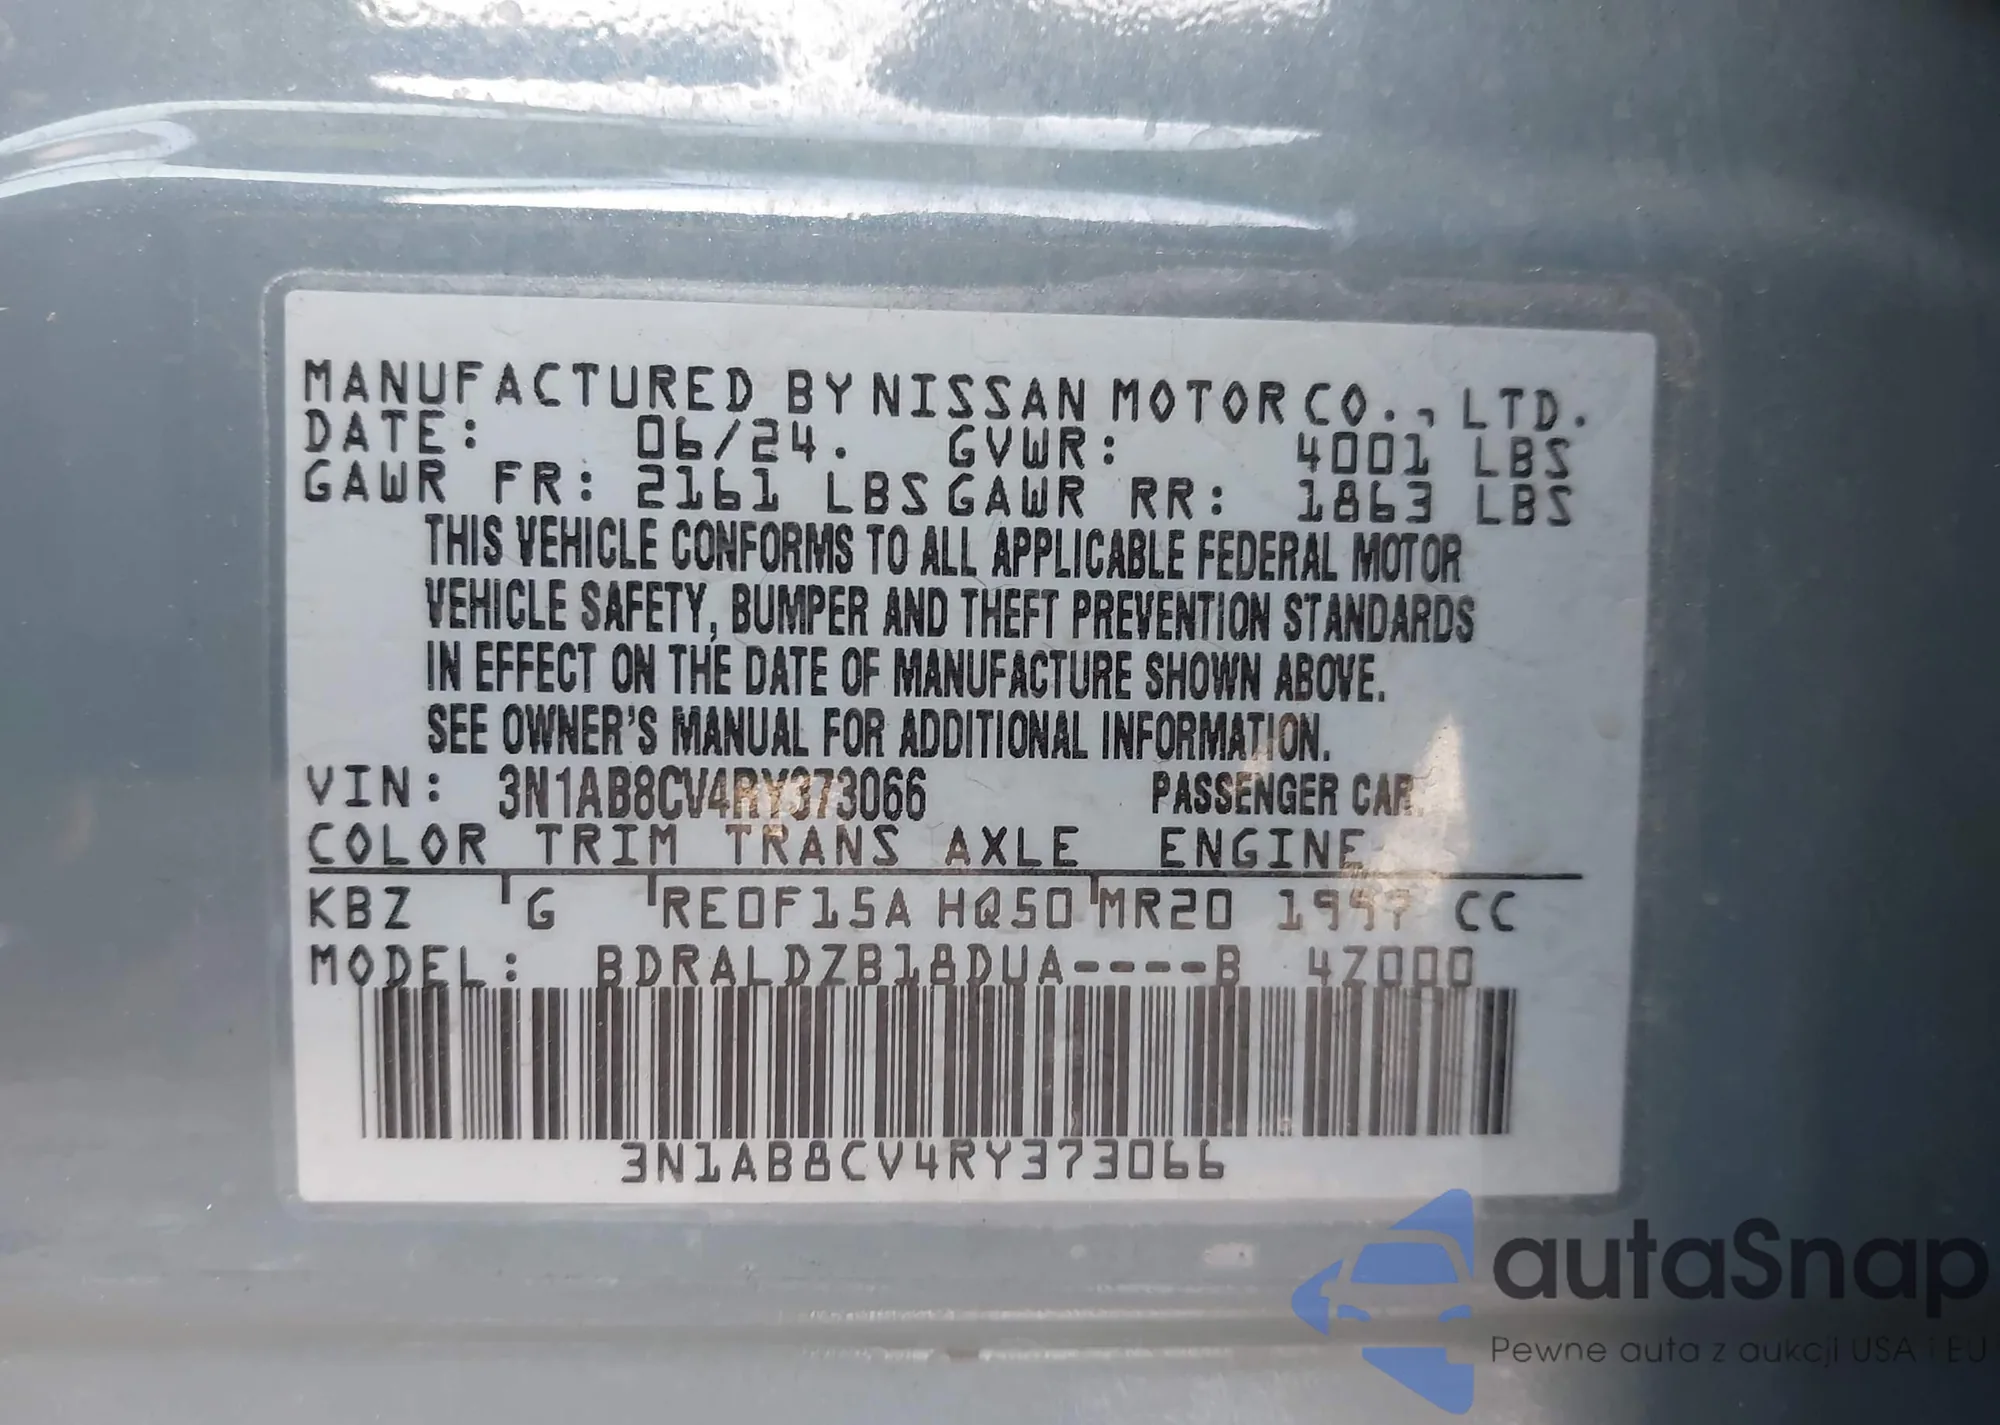 MANUFACTURED BY NISSAN MOTOR CO., LTD.
DATE: 06/24. GVWR: 4001 LBS
GAWR FR: 2161 LBS GAWR RR: 1863 LBS
THIS VEHICLE CONFORMS TO ALL APPLICABLE FEDERAL MOTOR
VEHICLE SAFETY, BUMPER AND THEFT PREVENTION STANDARDS
IN EFFECT ON THE DATE OF MANUFACTURE SHOWN ABOVE.
SEE OWNER'S MANUAL FOR ADDITIONAL INFORMATION.
VIN: 3N1AB8CV4RY373066 PASSENGER CAR
COLOR TRIM TRANS AXLE ENGINE
KBZ G RE0F15A HQ50 MR20 1997 CC
MODEL: BDRALDZB18DUA----B 4Z000
3N1AB8CV4RY373066
autaSnap
Pewne auta z aukcji USA i EU